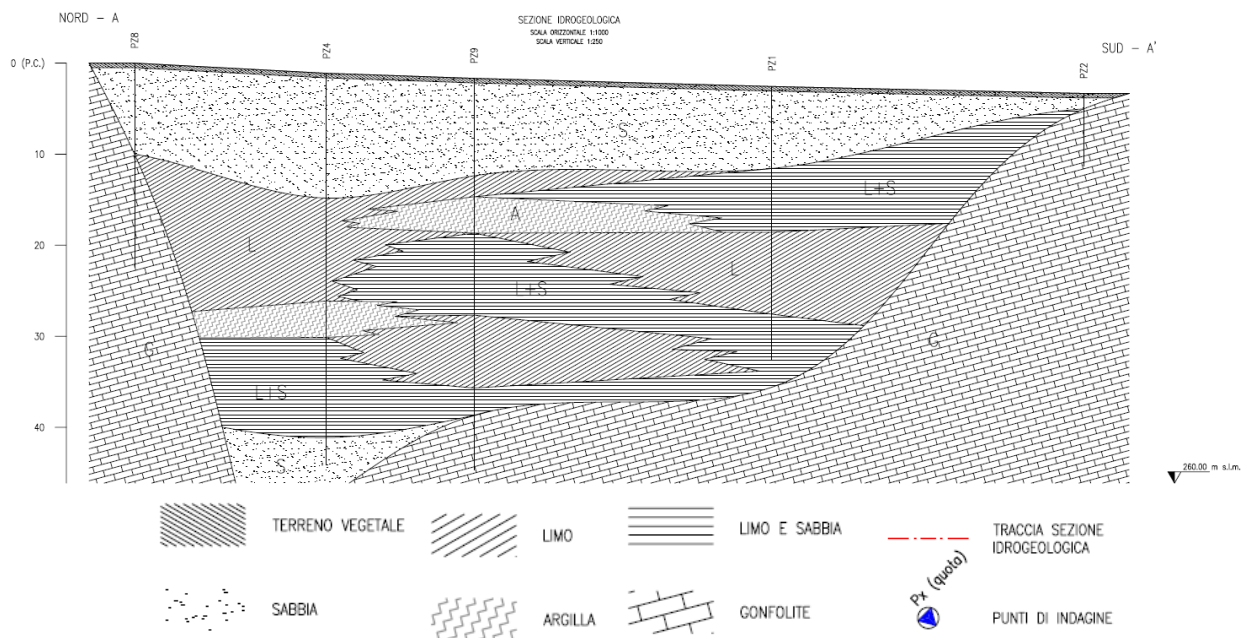 NORD - A
SEZIONE IDROGEOLOGICA
SCALA ORIZZONTALE 1:1000
SCALA VERTICALE 1:250
SUD - A'
PZ8
PZ4
PZ9
PZ1
PZ2
0 (P.C.)
10
20
30
40
S
L+S
A
L
L
L+S
G
G
L+S
S
260.00 m s.l.m.
TERRENO VEGETALE
LIMO
LIMO E SABBIA
TRACCIA SEZIONE
IDROGEOLOGICA
SABBIA
ARGILLA
GONFOLITE
Px (quota)
PUNTI DI INDAGINE